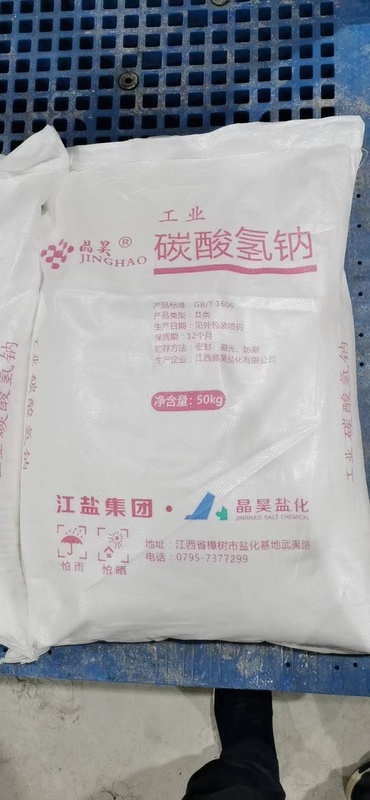 工业
晶昊®
JINGHAO
碳酸氢钠
产品标准：GB/T 1606
产品类型：Ⅱ类
生产日期：见外包装喷码
保质期：12个月
贮存方法：密封、避光、防潮
生产企业：江西晶昊盐化有限公司
净含量：50kg
江盐集团·晶昊盐化
JINGHAO SALT CHEMICAL
怕雨
怕晒
地址：江西省樟树市盐化基地武夷路
电话：0795-7377299
工业碳酸氢钠
工业碳酸氢钠